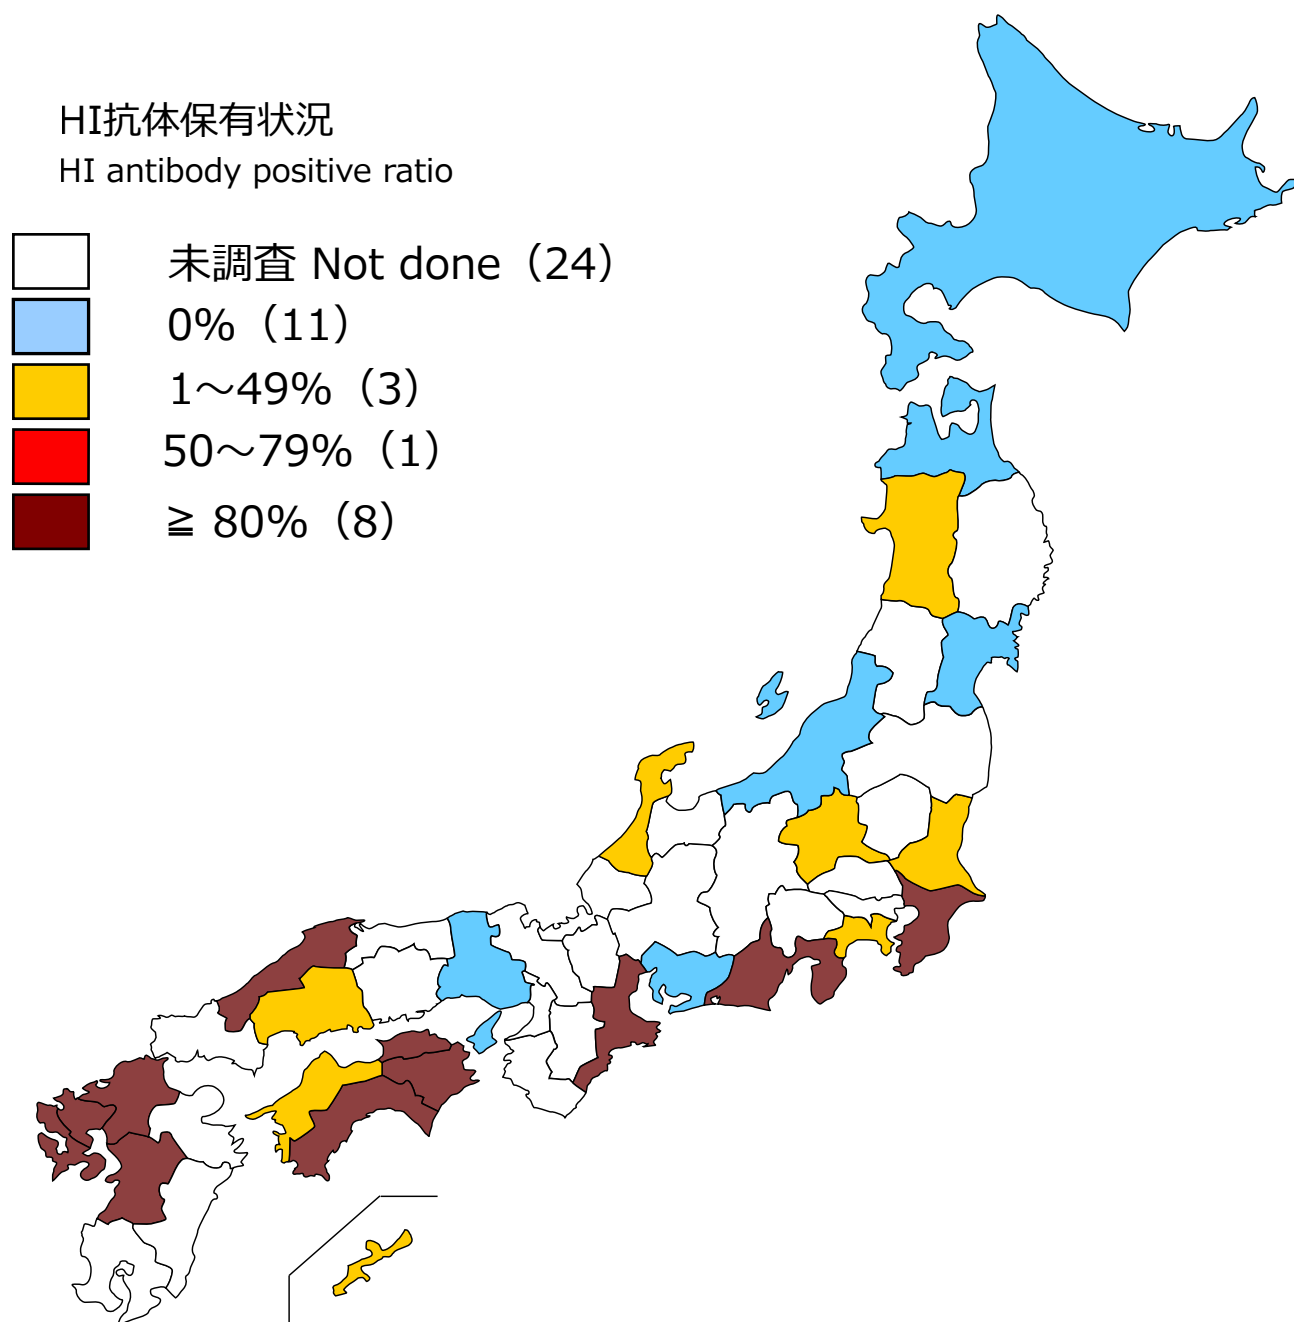 HI抗体保有状況
HI antibody positive ratio
未調査 Not done（24）
0%（11）
1～49%（3）
50～79%（1）
≧ 80%（8）